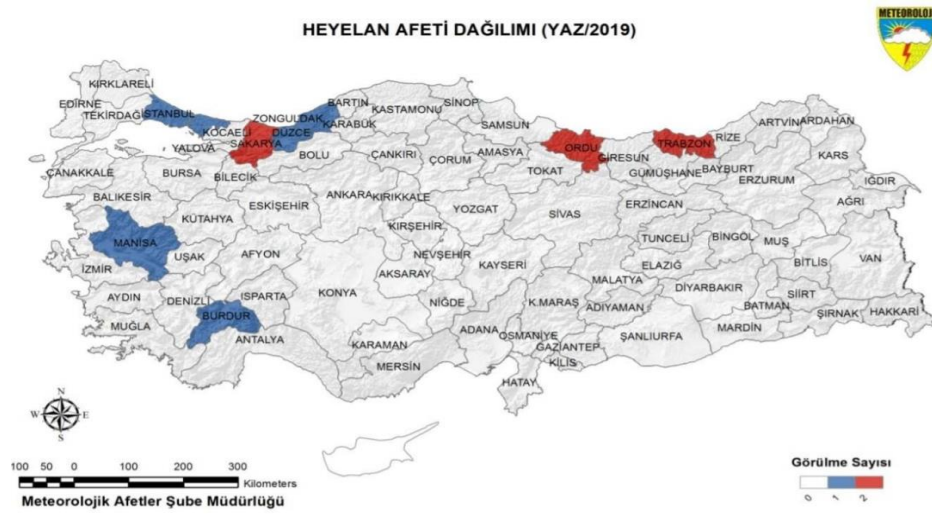 METEOROLOJİ
HEYELAN AFETİ DAĞILIMI (YAZ/2019)
KIRKLARELİ
EDİRNE
TEKİRDAĞ
İSTANBUL
KOCAELİ
YALOVA
SAKARYA
ZONGULDAK
DÜZCE
BARTIN
KARABÜK
KASTAMONU
SİNOP
SAMSUN
ORDU
GİRESUN
TRABZON
RİZE
ARTVİN
ARDAHAN
ÇANAKKALE
BURSA
BİLECİK
BOLU
ÇANKIRI
ÇORUM
AMASYA
TOKAT
GÜMÜŞHANE
BAYBURT
ERZURUM
KARS
IĞDIR
BALIKESİR
KÜTAHYA
ESKİŞEHİR
ANKARA
KIRIKKALE
YOZGAT
SİVAS
ERZİNCAN
AĞRI
MANİSA
UŞAK
AFYON
KIRŞEHİR
NEVŞEHİR
KAYSERİ
TUNCELİ
BİNGÖL
MUŞ
ELAZIĞ
BİTLİS
VAN
İZMİR
AKSARAY
MALATYA
DİYARBAKIR
AYDIN
DENİZLİ
ISPARTA
KONYA
NİĞDE
K.MARAŞ
ADIYAMAN
BATMAN
SİİRT
ŞIRNAK
HAKKARİ
MUĞLA
BURDUR
ANTALYA
KARAMAN
ADANA
OSMANİYE
GAZİANTEP
ŞANLIURFA
MARDİN
MERSİN
KİLİS
HATAY
N
W E
S
100 50 0 100 200 300
Kilometers
Meteorolojik Afetler Şube Müdürlüğü
Görülme Sayısı
0 1 2